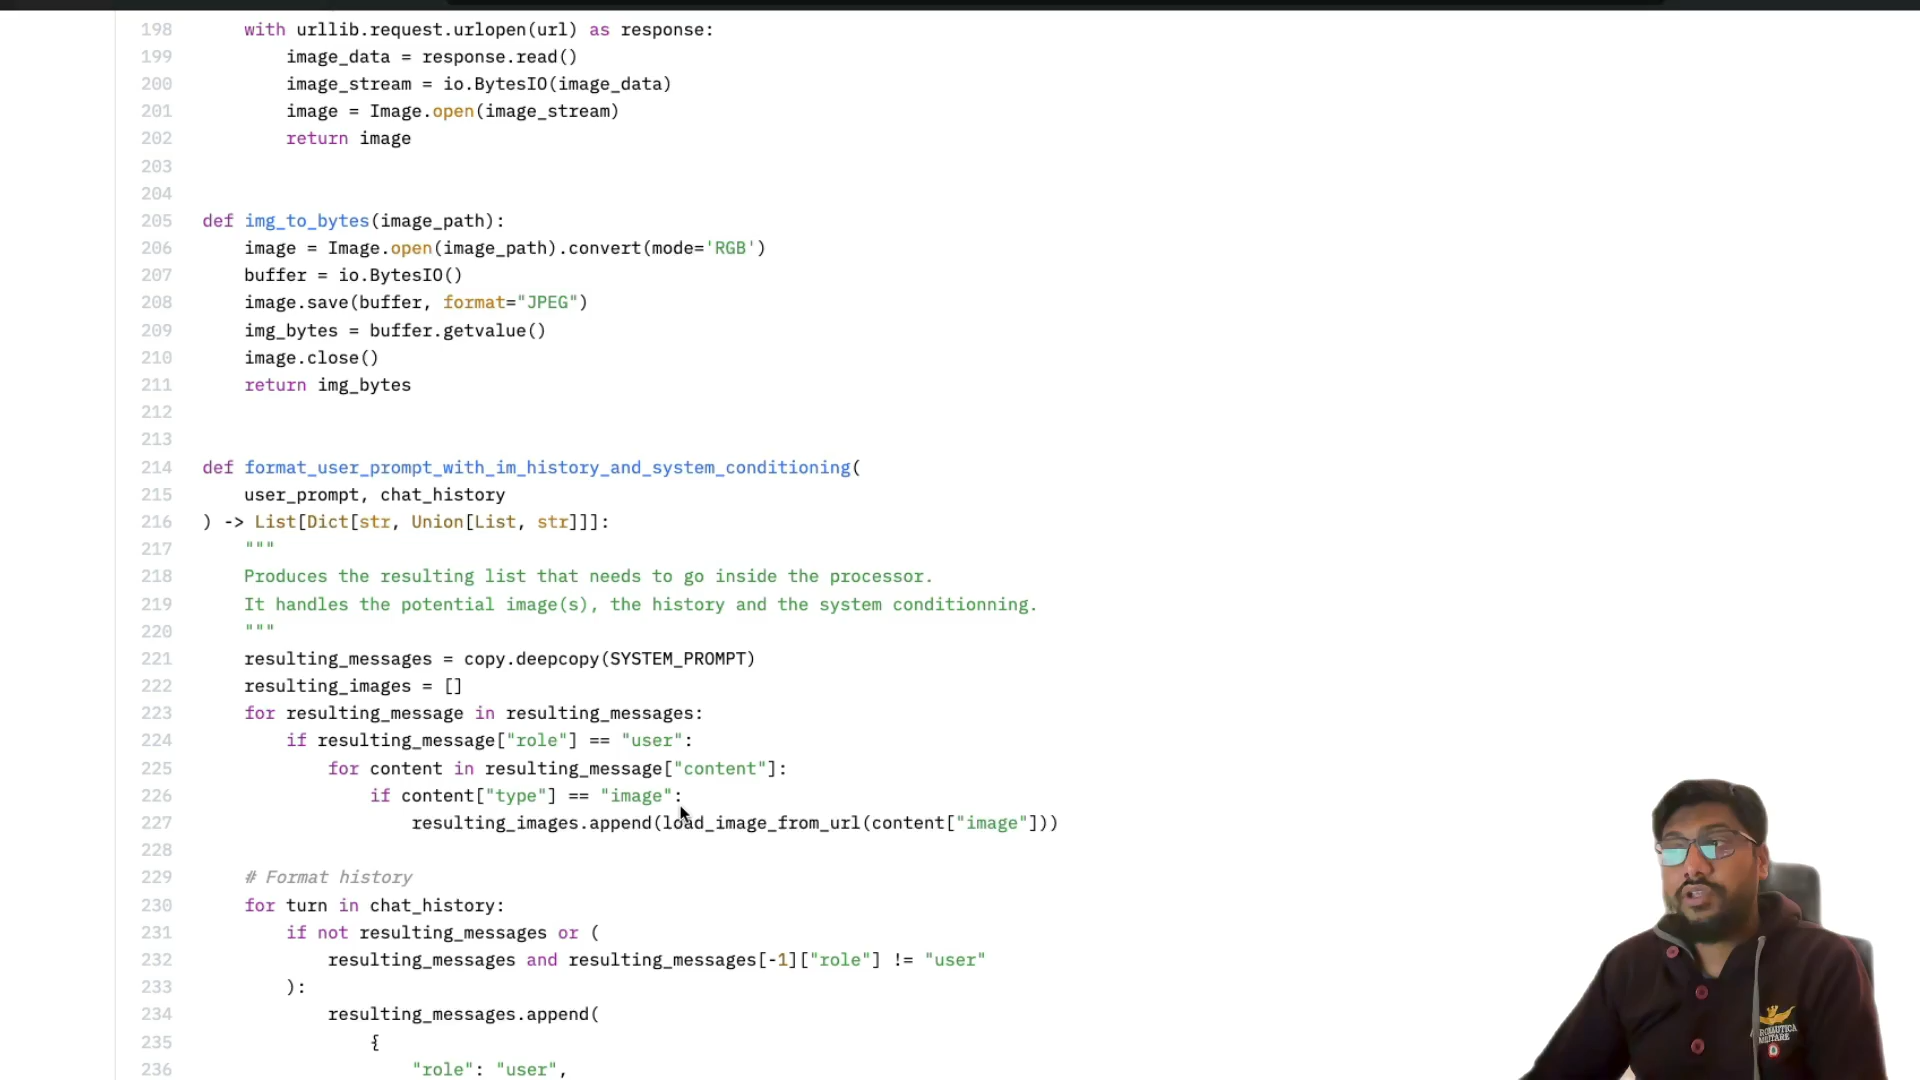 198 with urllib.request.urlopen(url) as response:
199 image_data = response.read()
200 image_stream = io.BytesIO(image_data)
201 image = Image.open(image_stream)
202 return image
203
204
205 def img_to_bytes(image_path):
206 image = Image.open(image_path).convert(mode='RGB')
207 buffer = io.BytesIO()
208 image.save(buffer, format="JPEG")
209 img_bytes = buffer.getvalue()
210 image.close()
211 return img_bytes
212
213
214 def format_user_prompt_with_im_history_and_system_conditioning(
215 user_prompt, chat_history
216 ) -> List[Dict[str, Union[List, str]]]:
217 """
218 Produces the resulting list that needs to go inside the processor.
219 It handles the potential image(s), the history and the system conditionning.
220 """
221 resulting_messages = copy.deepcopy(SYSTEM_PROMPT)
222 resulting_images = []
223 for resulting_message in resulting_messages:
224 if resulting_message["role"] == "user":
225 for content in resulting_message["content"]:
226 if content["type"] == "image":
227 resulting_images.append(load_image_from_url(content["image"]))
228
229 # Format history
230 for turn in chat_history:
231 if not resulting_messages or (
232 resulting_messages and resulting_messages[-1]["role"] != "user"
233 ):
234 resulting_messages.append(
235 {
236 "role": "user",
MILITARE